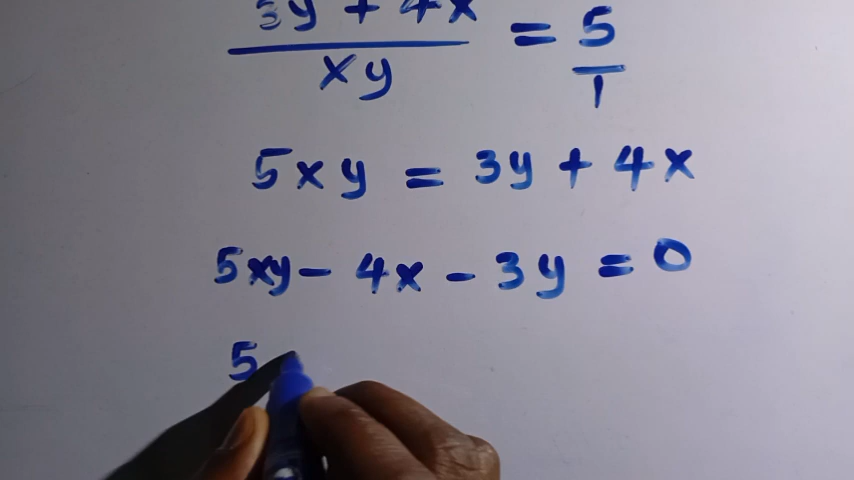 3y + 4x / xy = 5 / 1
5xy = 3y + 4x
5xy - 4x - 3y = 0
5